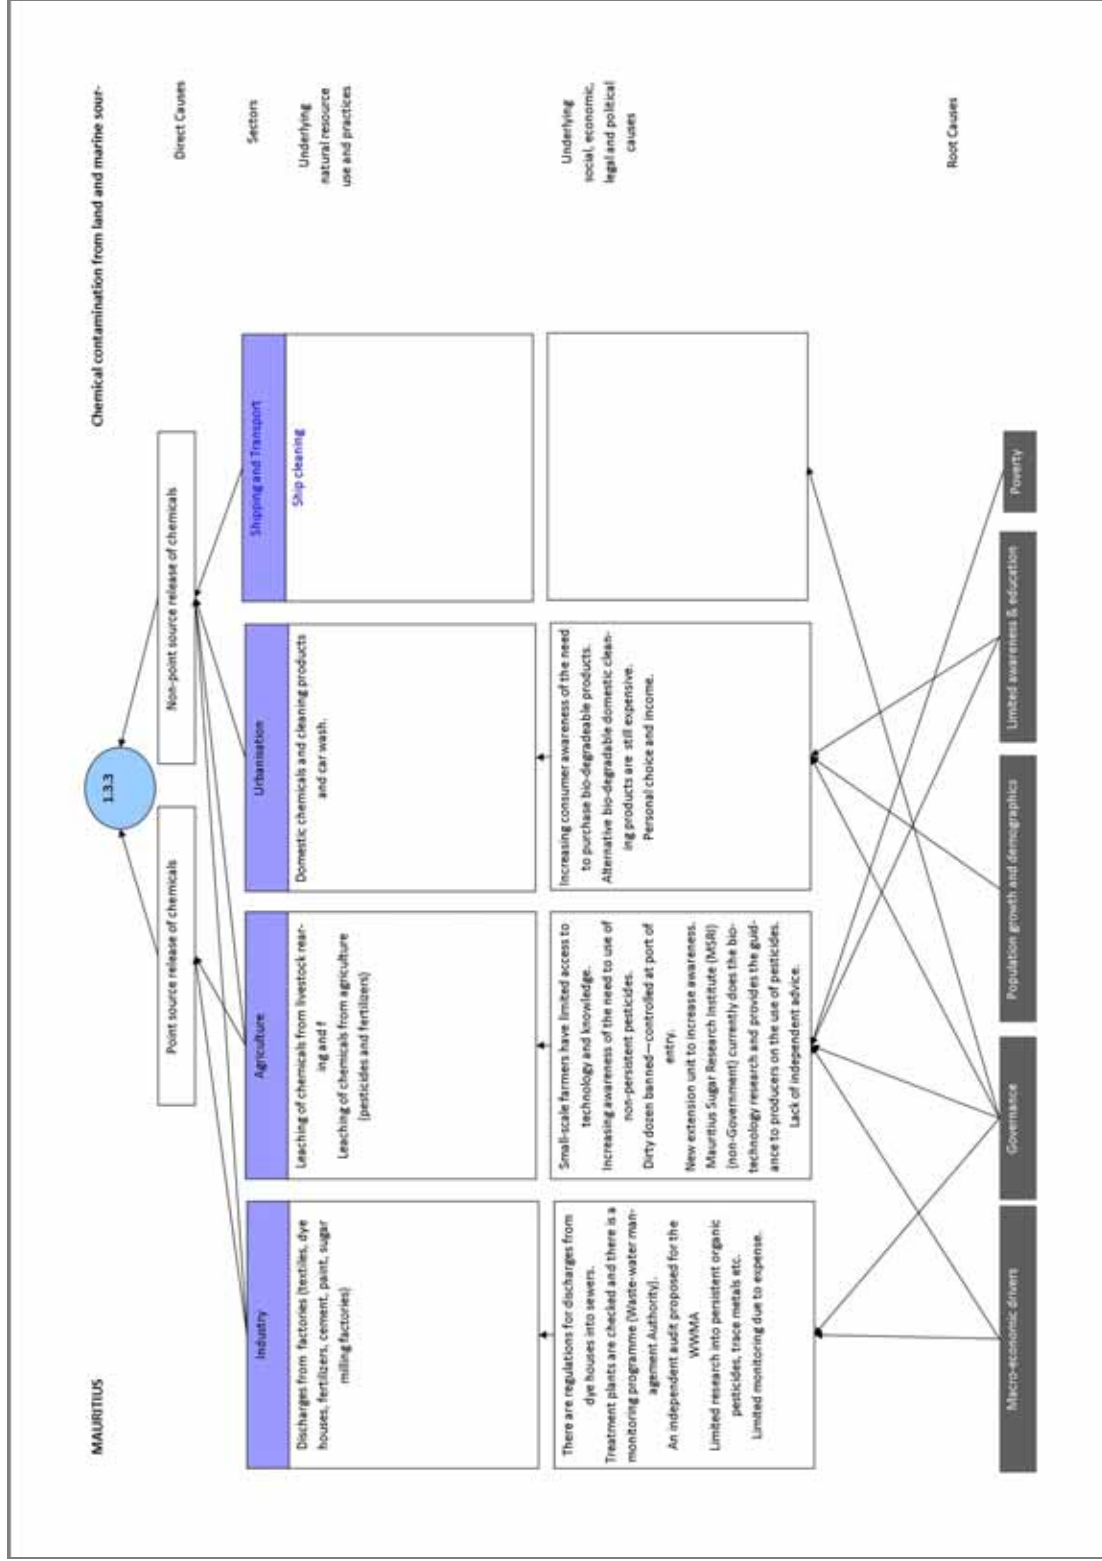 MAURITIUS
Chemical contamination from land and marine sour-
1.3.3
Direct Causes
Point source release of chemicals
Non-point source release of chemicals
Sectors
Industry
Agriculture
Urbanisation
Shipping and Transport
Underlying
natural resource
use and practices
Discharges from factories (textiles, dye
houses, fertilizers, cement, paint, sugar
milling factories)
Leaching of chemicals from livestock rear-
ing and f
Leaching of chemicals from agriculture
(pesticides and fertilizers)
Domestic chemicals and cleaning products
and car wash.
Ship cleaning
Underlying
social, economic,
legal and political
causes
There are regulations for discharges from
dye houses into sewers.
Treatment plants are checked and there is a
monitoring programme (Waste-water man-
agement Authority).
An independent audit proposed for the
WWMA
Limited research into persistent organic
pesticides, trace metals etc.
Limited monitoring due to expense.
Small-scale farmers have limited access to
technology and knowledge.
Increasing awareness of the need to use of
non-persistent pesticides.
Dirty dozen banned—controlled at port of
entry.
New extension unit to increase awareness.
Mauritius Sugar Research Institute (MSRI)
(non-Government) currently does the bio-
technology research and provides the guid-
ance to producers on the use of pesticides.
Lack of independent advice.
Increasing consumer awareness of the need
to purchase bio-degradeable products.
Alternative bio-degradable domestic clean-
ing products are still expensive.
Personal choice and income.
Root Causes
Macro-economic drivers
Governance
Population growth and demographics
Limited awareness & education
Poverty